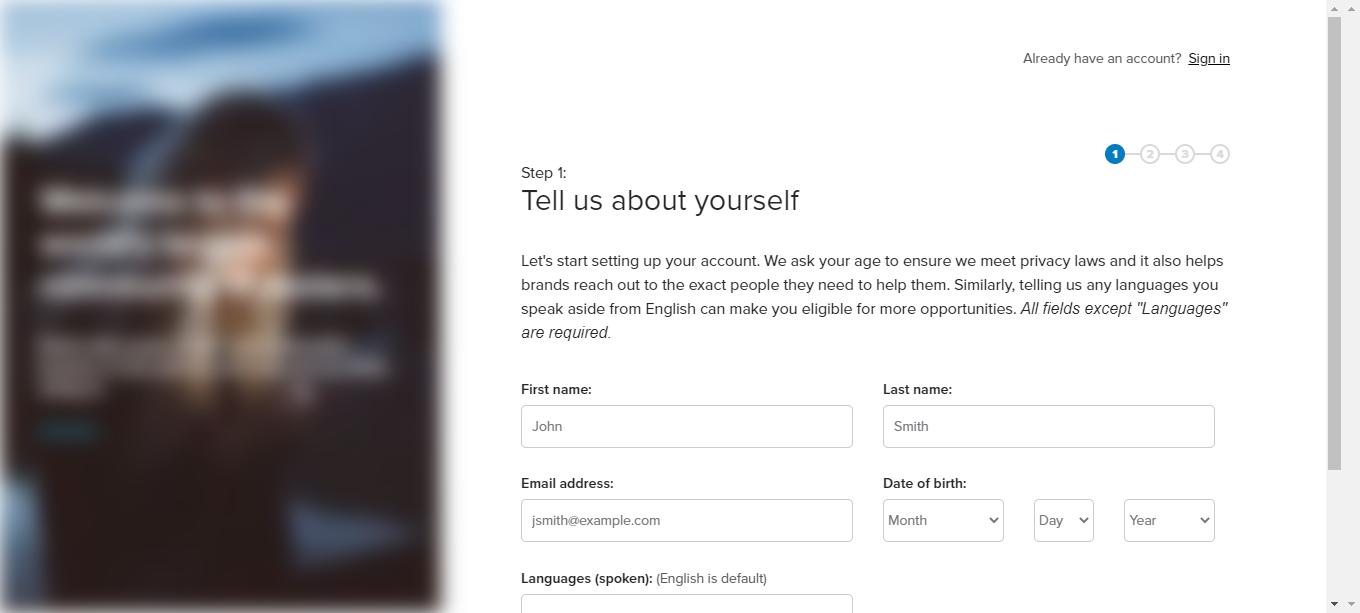 Already have an account? Sign in
1 2 3 4
Step 1:
Tell us about yourself
Let's start setting up your account. We ask your age to ensure we meet privacy laws and it also helps
brands reach out to the exact people they need to help them. Similarly, telling us any languages you
speak aside from English can make you eligible for more opportunities. All fields except "Languages"
are required.
First name: Last name:
John Smith
Email address: Date of birth:
jsmith@example.com Month Day Year
Languages (spoken): (English is default)